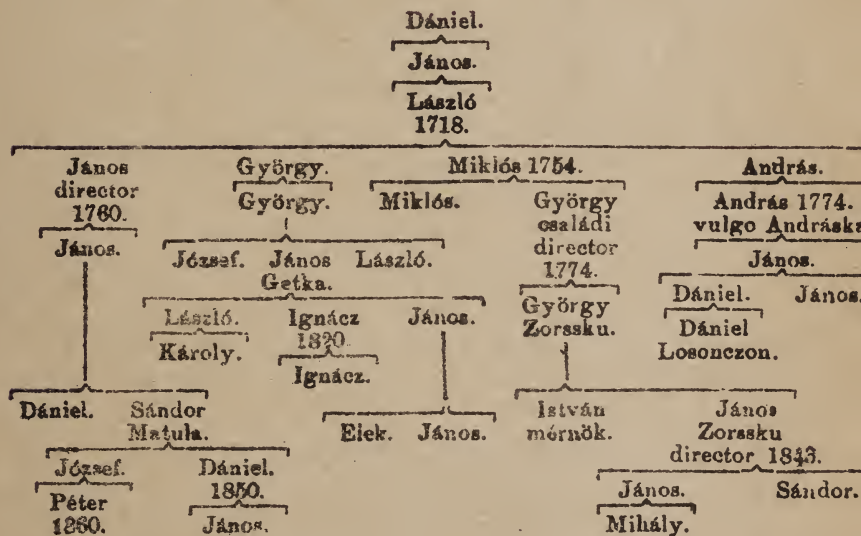 Dániel.
János.
László
1718.
János György. Miklós 1754. András.
director György. Miklós. György András 1774.
1760. családi vulgo Andráska
János. József. János László. director János.
Getka. 1774. Dániel. János.
László. Ignácz János. György Dániel
1820. Zorssku. Losonczon.
Károly. Ignácz.
Dániel. Sándor Elek. János. István János
Matula. mérnök. Zorssku
József. Dániel. director 1843.
1850. János. Sándor.
Péter János. Mihály.
1860.